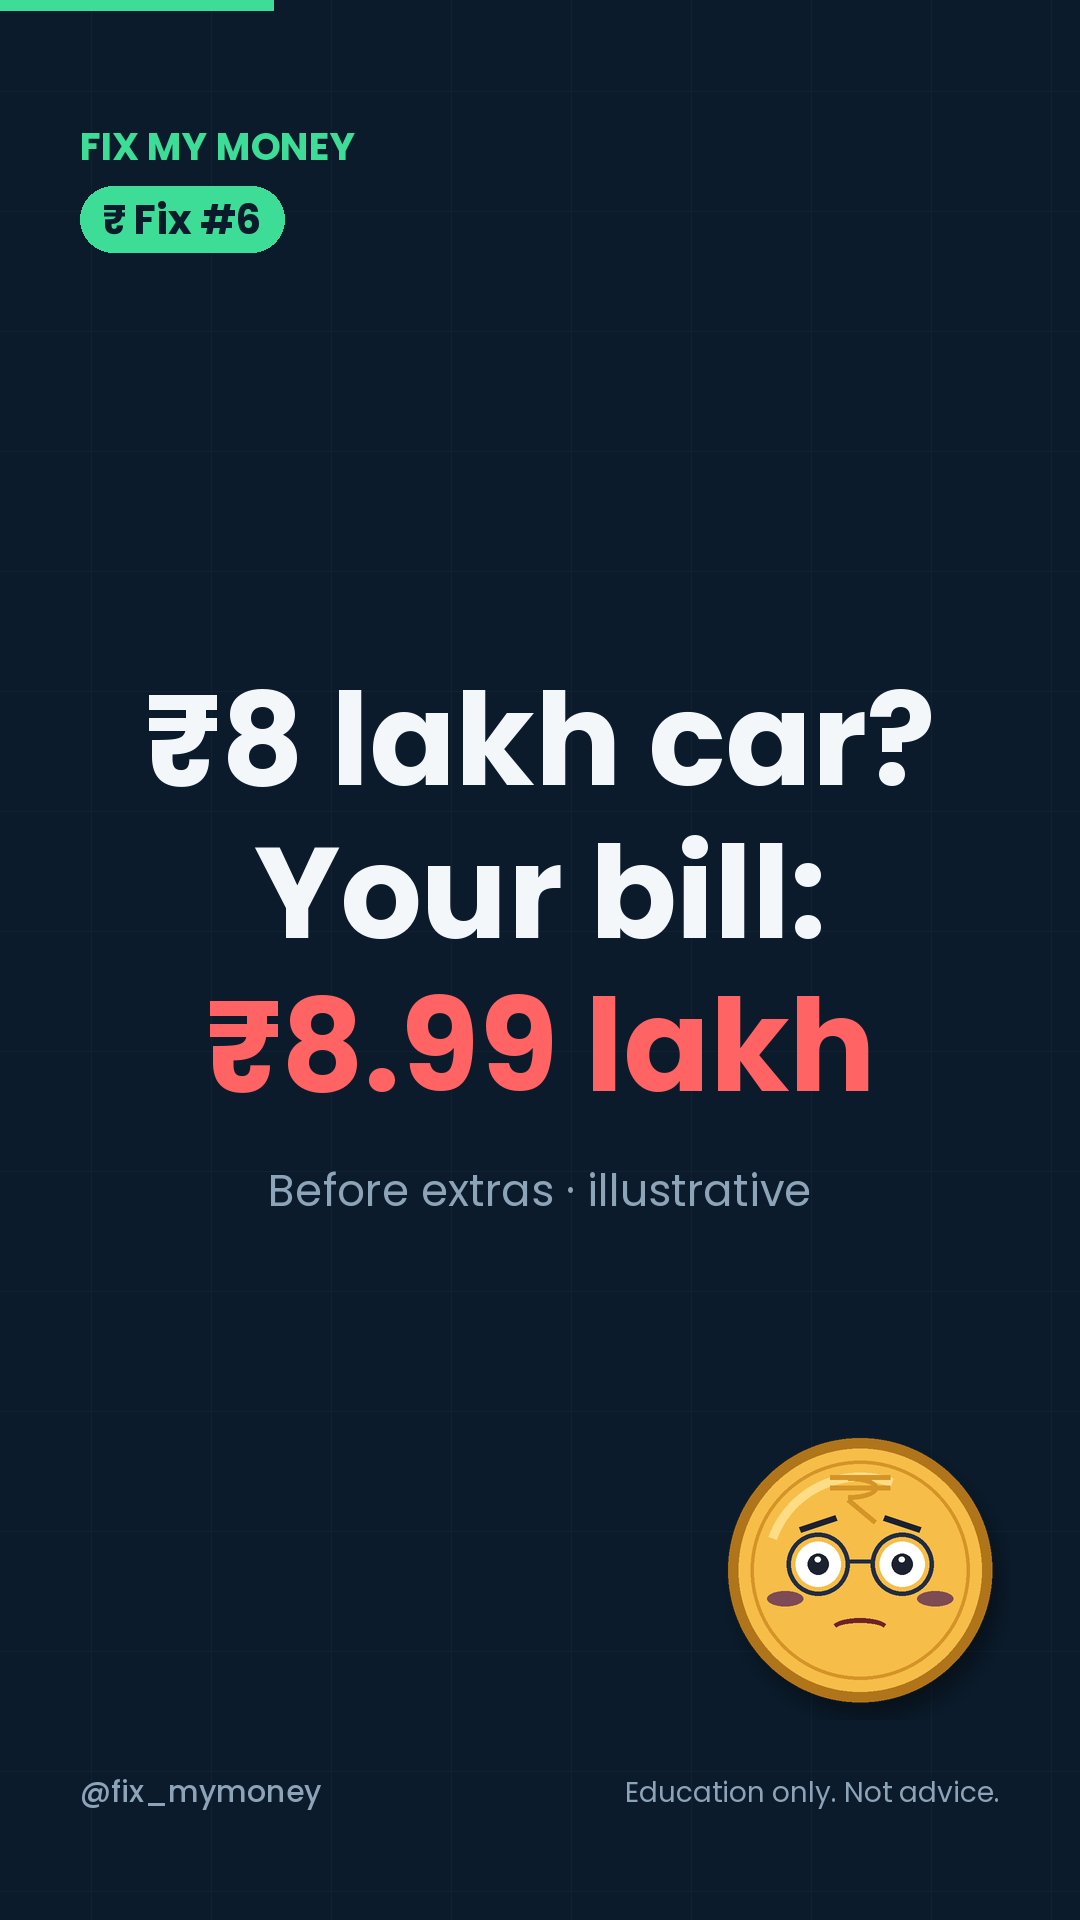 FIX MY MONEY
₹ Fix #6
₹8 lakh car?
Your bill:
₹8.99 lakh
Before extras · illustrative
₹
@fix_mymoney
Education only. Not advice.